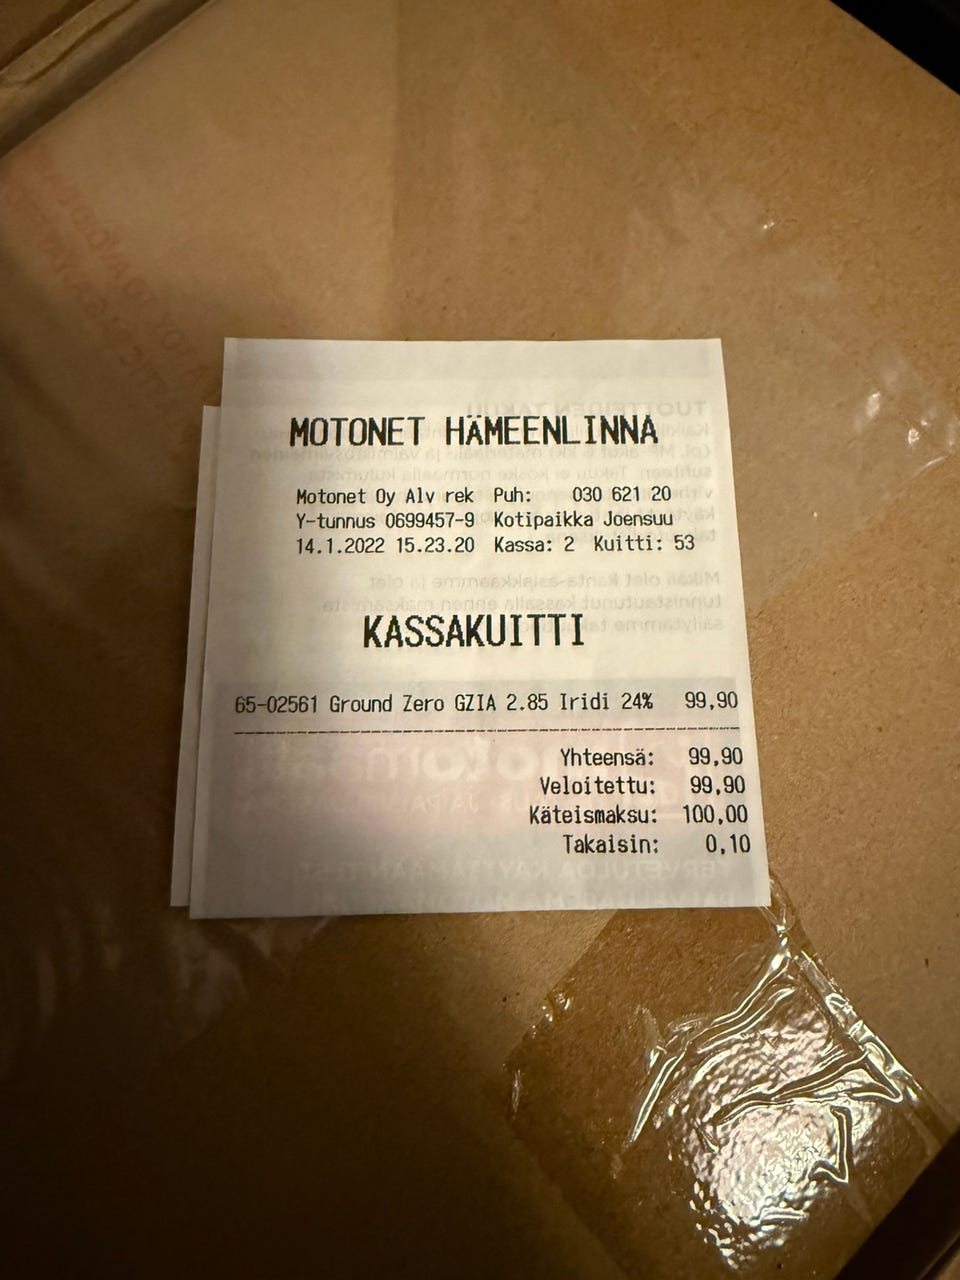 MOTONET HÄMEENLINNA
Motonet Oy Alv rek Puh: 030 621 20
Y-tunnus 0699457-9 Kotipaikka Joensuu
14.1.2022 15.23.20 Kassa: 2 Kuitti: 53
KASSAKUITTI
65-02561 Ground Zero GZIA 2.85 Iridi 24% 99,90
Yhteensä: 99,90
Veloitettu: 99,90
Käteismaksu: 100,00
Takaisin: 0,10